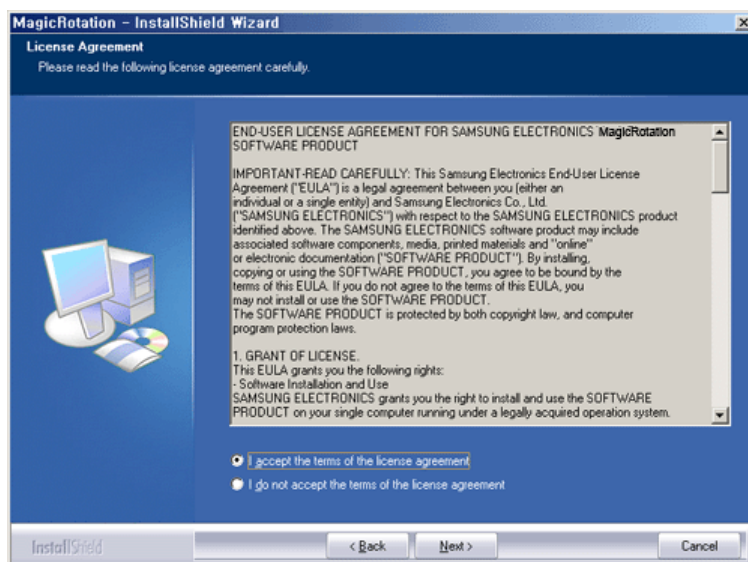 MagicRotation - InstallShield Wizard
License Agreement
Please read the following license agreement carefully.
END-USER LICENSE AGREEMENT FOR SAMSUNG ELECTRONICS MagicRotation
SOFTWARE PRODUCT
IMPORTANT-READ CAREFULLY: This Samsung Electronics End-User License
Agreement ("EULA") is a legal agreement between you (either an
individual or a single entity) and Samsung Electronics Co., Ltd.
("SAMSUNG ELECTRONICS") with respect to the SAMSUNG ELECTRONICS product
identified above. The SAMSUNG ELECTRONICS software product may include
associated software components, media, printed materials and "online"
or electronic documentation ("SOFTWARE PRODUCT"). By installing,
copying or using the SOFTWARE PRODUCT, you agree to be bound by the
terms of this EULA. If you do not agree to the terms of this EULA, you
may not install or use the SOFTWARE PRODUCT.
The SOFTWARE PRODUCT is protected by both copyright law, and computer
program protection laws.
1. GRANT OF LICENSE.
This EULA grants you the following rights:
- Software Installation and Use
SAMSUNG ELECTRONICS grants you the right to install and use the SOFTWARE
PRODUCT on your single computer running under a legally acquired operation system.
I accept the terms of the license agreement
I do not accept the terms of the license agreement
InstallShield
< Back
Next >
Cancel